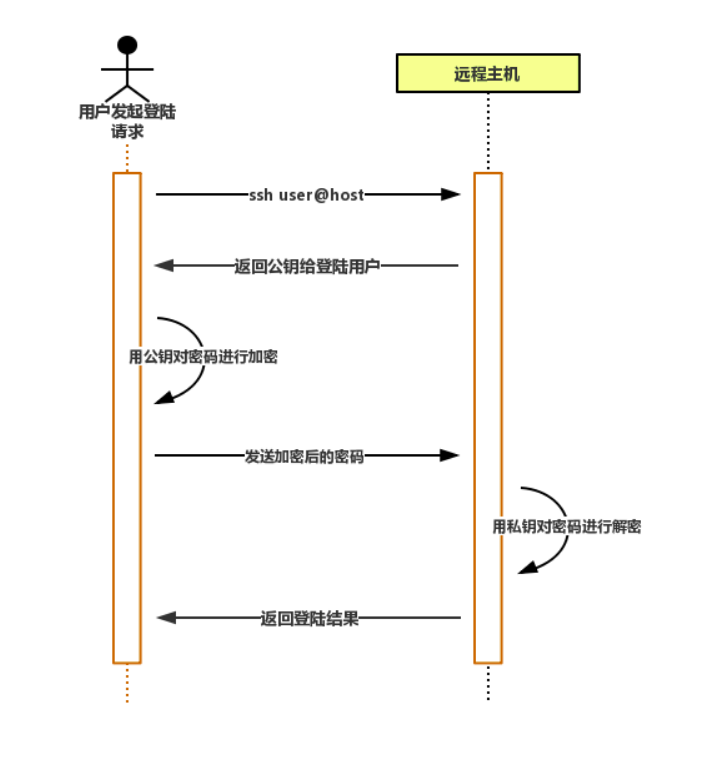 用户发起登陆
请求
远程主机
ssh user@host
返回公钥给登陆用户
用公钥对密码进行加密
发送加密后的密码
用私钥对密码进行解密
返回登陆结果